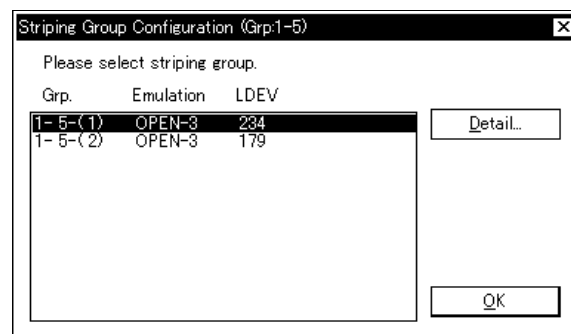 Striping Group Configuration (Grp:1-5)
Please select striping group.
Grp. Emulation LDEV
1- 5-(1) OPEN-3 234
1- 5-(2) OPEN-3 179
Detail...
OK